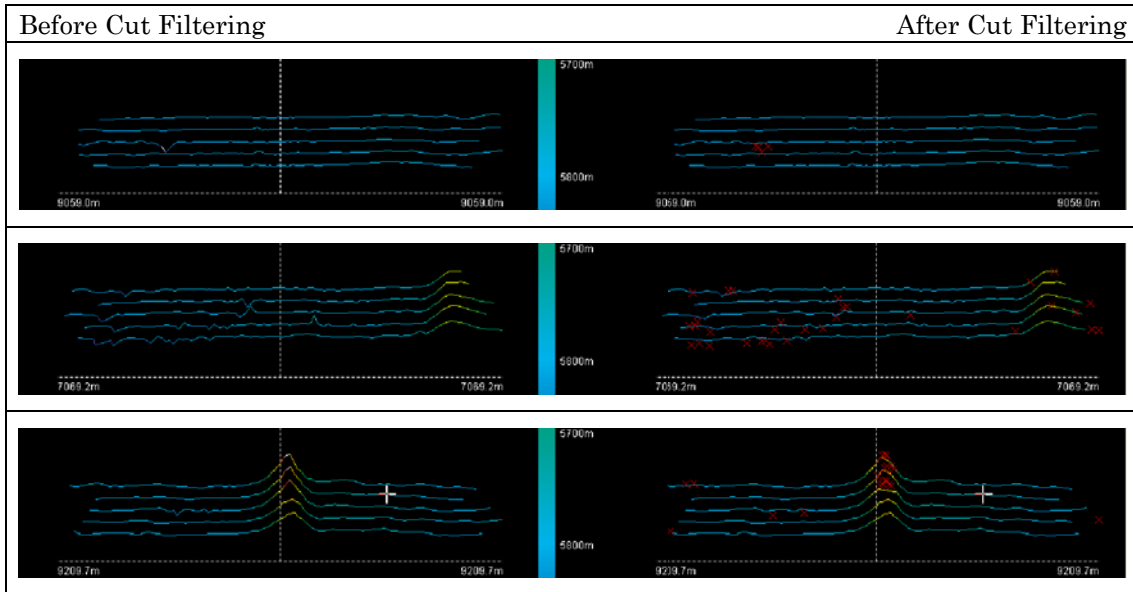 Before Cut Filtering After Cut Filtering
5700m
5800m
9059.0m 9059.0m 9059.0m 9059.0m
5700m
5800m
7069.2m 7069.2m 7069.2m 7069.2m
5700m
5800m
9209.7m 9209.7m 9209.7m 9209.7m